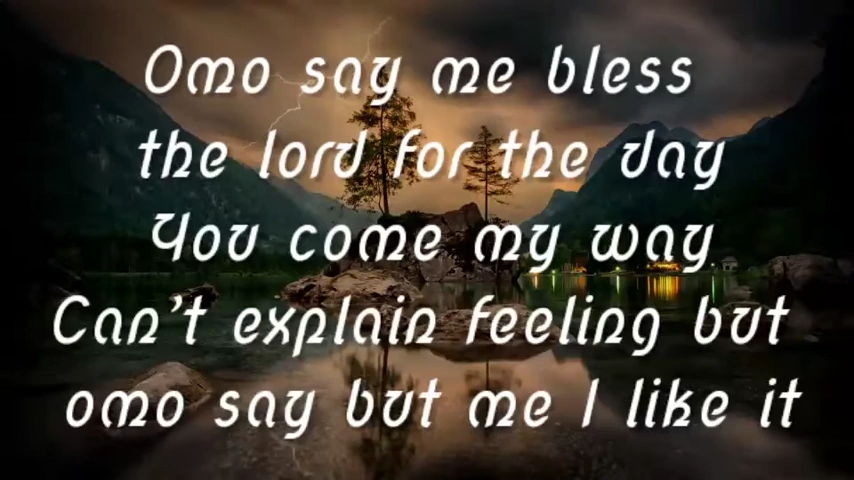 Omo say me bless
the lord for the day
You come my way
Can't explain feeling but
omo say but me I like it